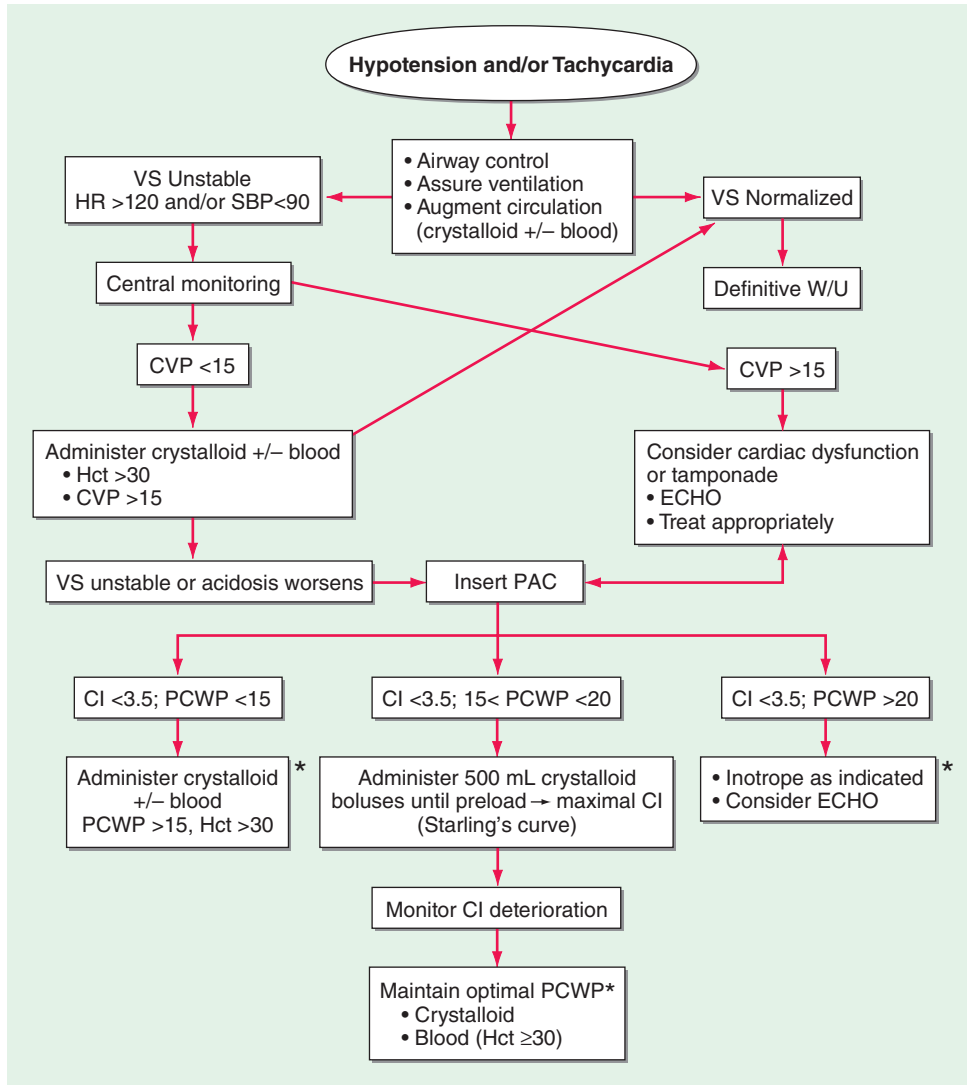 Hypotension and/or Tachycardia
• Airway control
• Assure ventilation
• Augment circulation
(crystalloid +/– blood)
VS Unstable
HR >120 and/or SBP<90
VS Normalized
Central monitoring
Definitive W/U
CVP <15
CVP >15
Administer crystalloid +/– blood
• Hct >30
• CVP >15
Consider cardiac dysfunction
or tamponade
• ECHO
• Treat appropriately
VS unstable or acidosis worsens
Insert PAC
CI <3.5; PCWP <15
CI <3.5; 15< PCWP <20
CI <3.5; PCWP >20
Administer crystalloid *
+/– blood
PCWP >15, Hct >30
Administer 500 mL crystalloid
boluses until preload → maximal CI
(Starling's curve)
• Inotrope as indicated *
• Consider ECHO
Monitor CI deterioration
Maintain optimal PCWP*
• Crystalloid
• Blood (Hct ≥30)